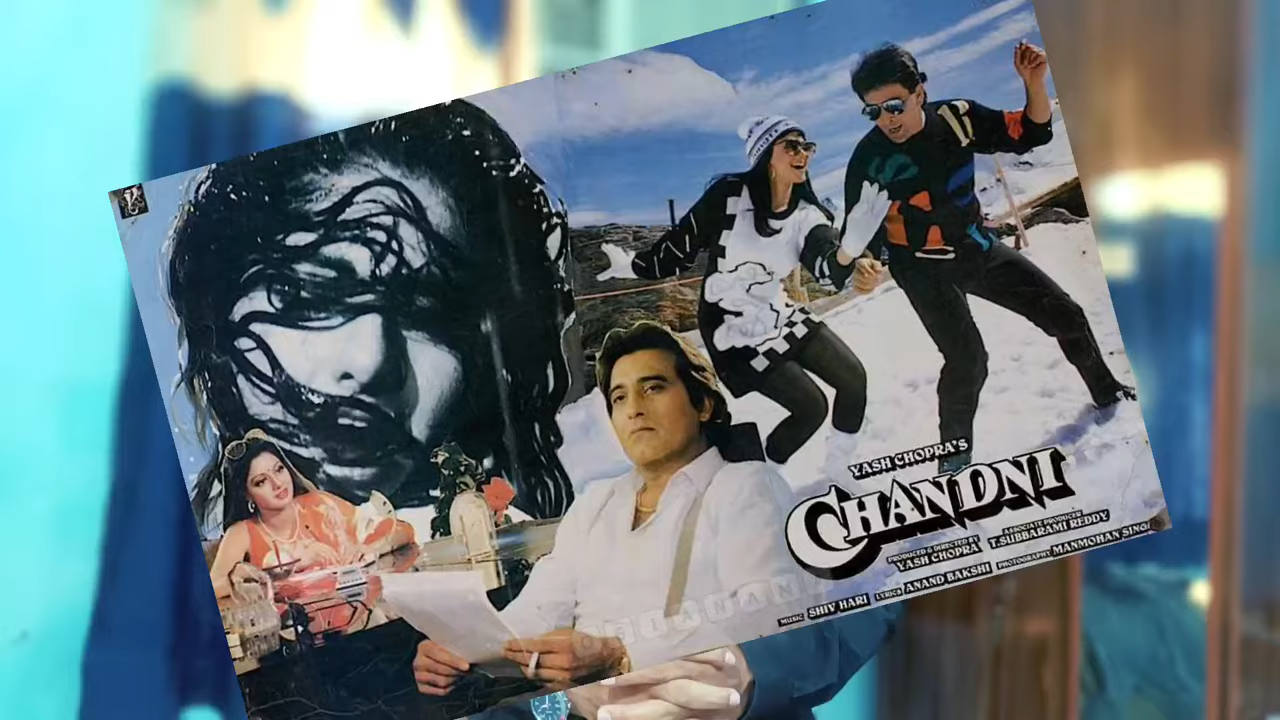 YASH CHOPRA'S
CHANDNI
PRODUCED & DIRECTED BY
YASH CHOPRA
ASSOCIATE PRODUCER
T. SUBBARAMI REDDY
MUSIC SHIV HARI LYRICS ANAND BAKSHI PHOTOGRAPHY MANMOHAN SING